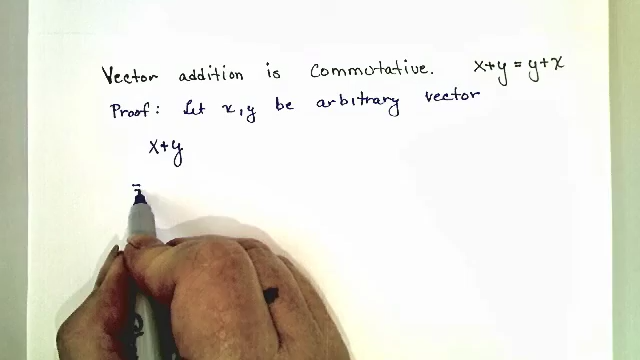 Vector addition is Commutative. x+y = y+x
Proof: Let x, y be arbitrary vector
x+y
=